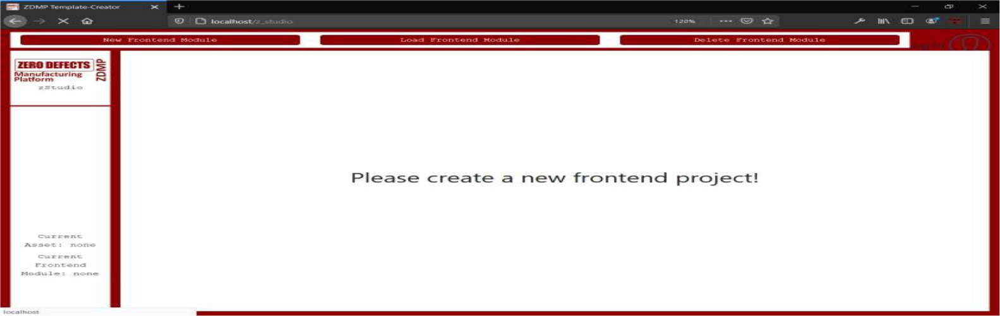 ZDMP Template-Creator
localhost/z_studio
120%
New Frontend Module
Load Frontend Module
Delete Frontend Module
ZERO DEFECTS
Manufacturing
Platform
ZDMP
zStudio
Please create a new frontend project!
Current
Asset: none
Current
Frontend
Module: none
localhost